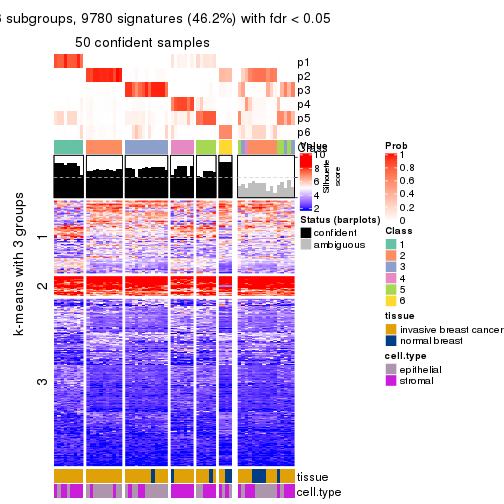 6 subgroups, 9780 signatures (46.2%) with fdr < 0.05
50 confident samples
p1
p2
p3
p4
p5
p6
Class
k-means with 3 groups
1
2
3
tissue
cell.type
Value
10
8
6
4
2
Silhouette
score
Status (barplots)
confident
ambiguous
Prob
1
0.8
0.6
0.4
0.2
0
Class
1
2
3
4
5
6
tissue
invasive breast cancer
normal breast
cell.type
epithelial
stromal